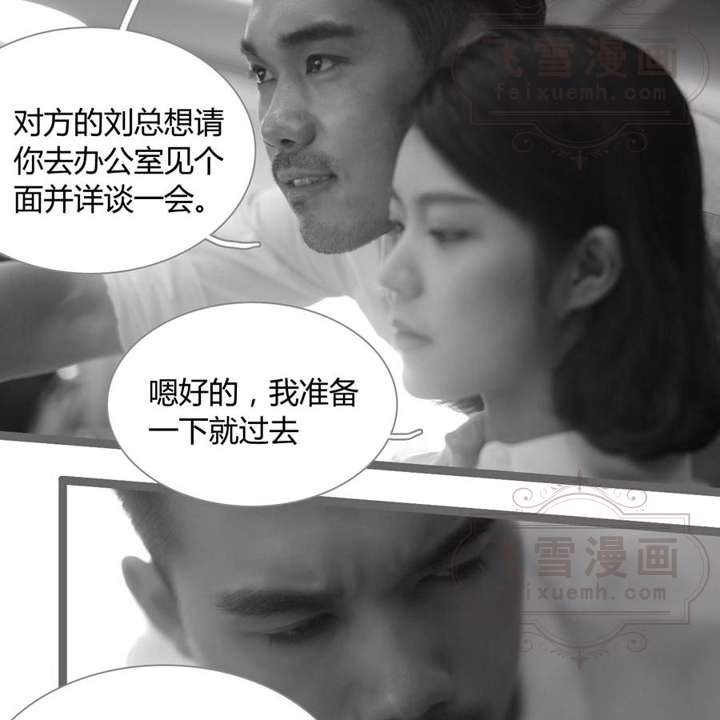 飞雪漫画
feixuemh.com
对方的刘总想请
你去办公室见个
面并详谈一会。
嗯好的，我准备
一下就过去
飞雪漫画
feixuemh.com